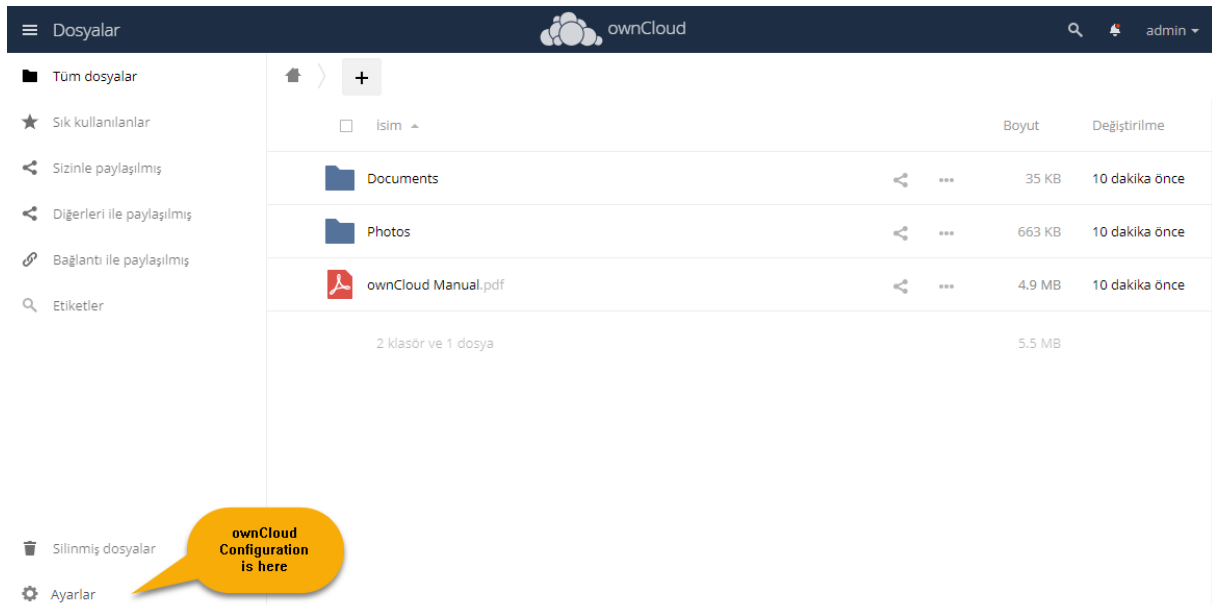 Dosyalar
ownCloud
admin
Tüm dosyalar
Sık kullanılanlar
Sizinle paylaşılmış
Diğerleri ile paylaşılmış
Bağlantı ile paylaşılmış
Etiketler
İsim Boyut Değiştirilme
Documents 35 KB 10 dakika önce
Photos 663 KB 10 dakika önce
ownCloud Manual.pdf 4.9 MB 10 dakika önce
2 klasör ve 1 dosya 5.5 MB
Silinmiş dosyalar
Ayarlar
ownCloud
Configuration
is here